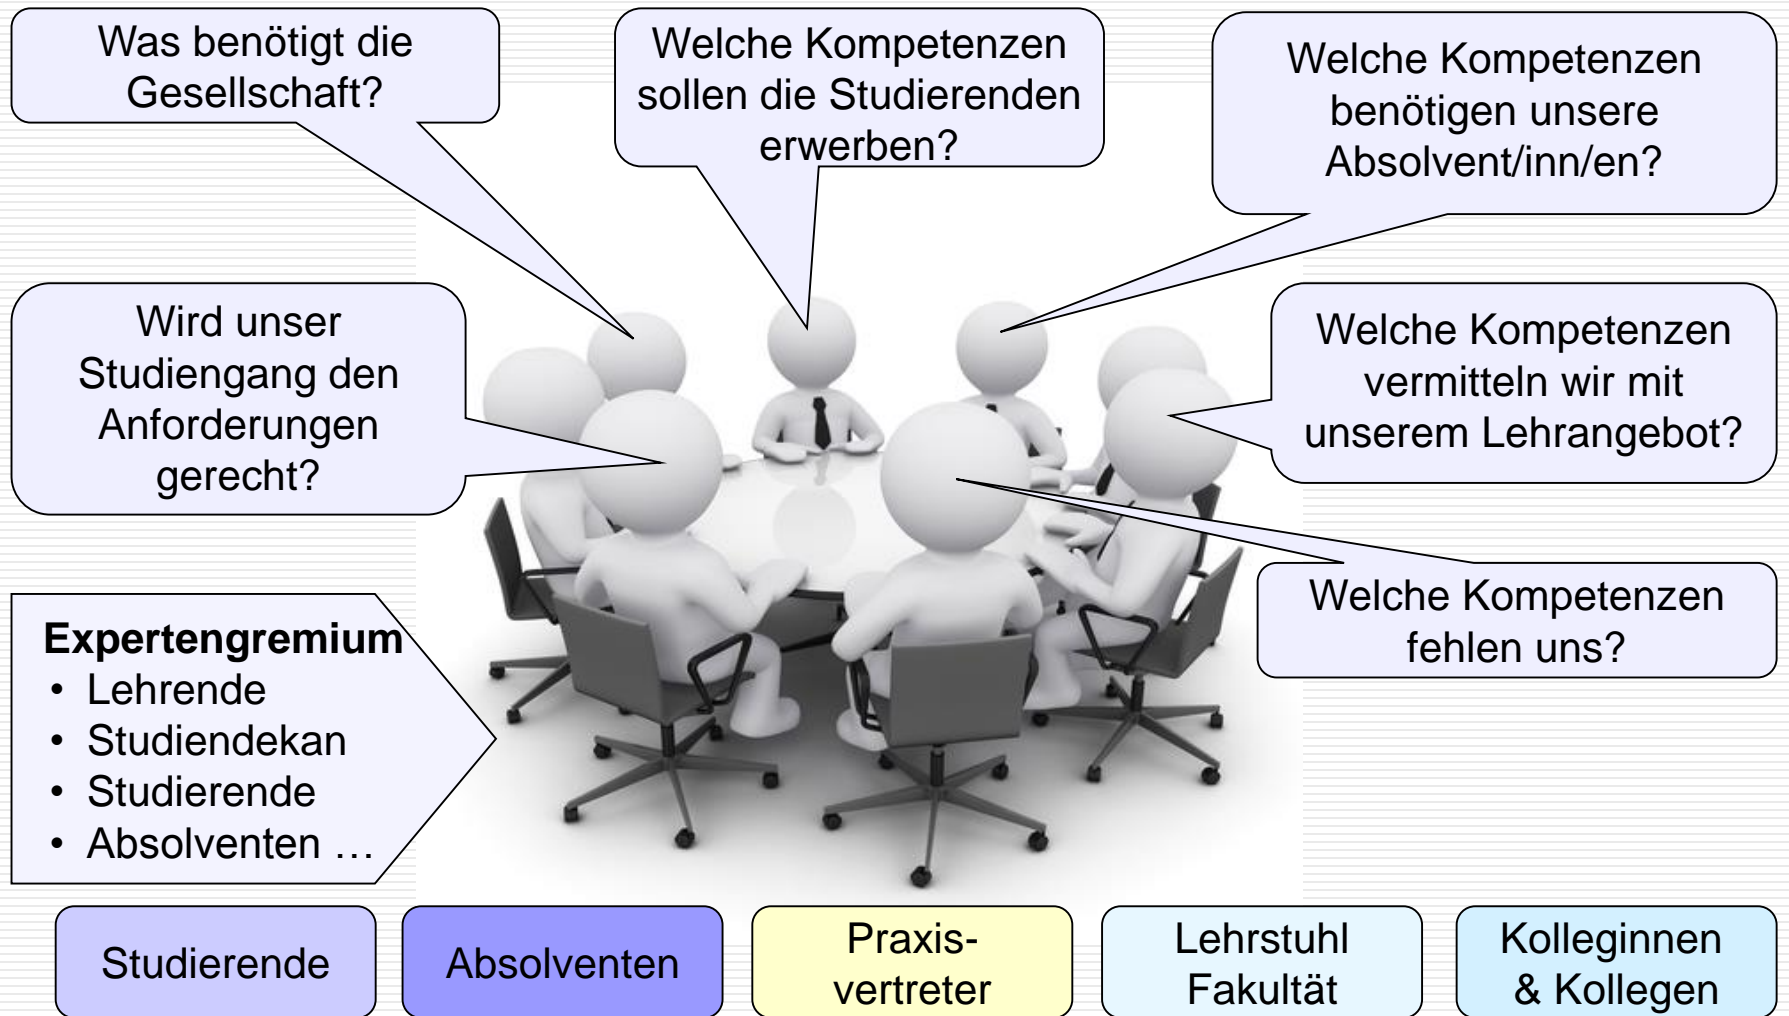 Was benötigt die
Gesellschaft?
Welche Kompetenzen
sollen die Studierenden
erwerben?
Welche Kompetenzen
benötigen unsere
Absolvent/inn/en?
Wird unser
Studiengang den
Anforderungen
gerecht?
Welche Kompetenzen
vermitteln wir mit
unserem Lehrangebot?
Welche Kompetenzen
fehlen uns?
Expertengremium
• Lehrende
• Studiendekan
• Studierende
• Absolventen …
Studierende
Absolventen
Praxis-
vertreter
Lehrstuhl
Fakultät
Kolleginnen
& Kollegen